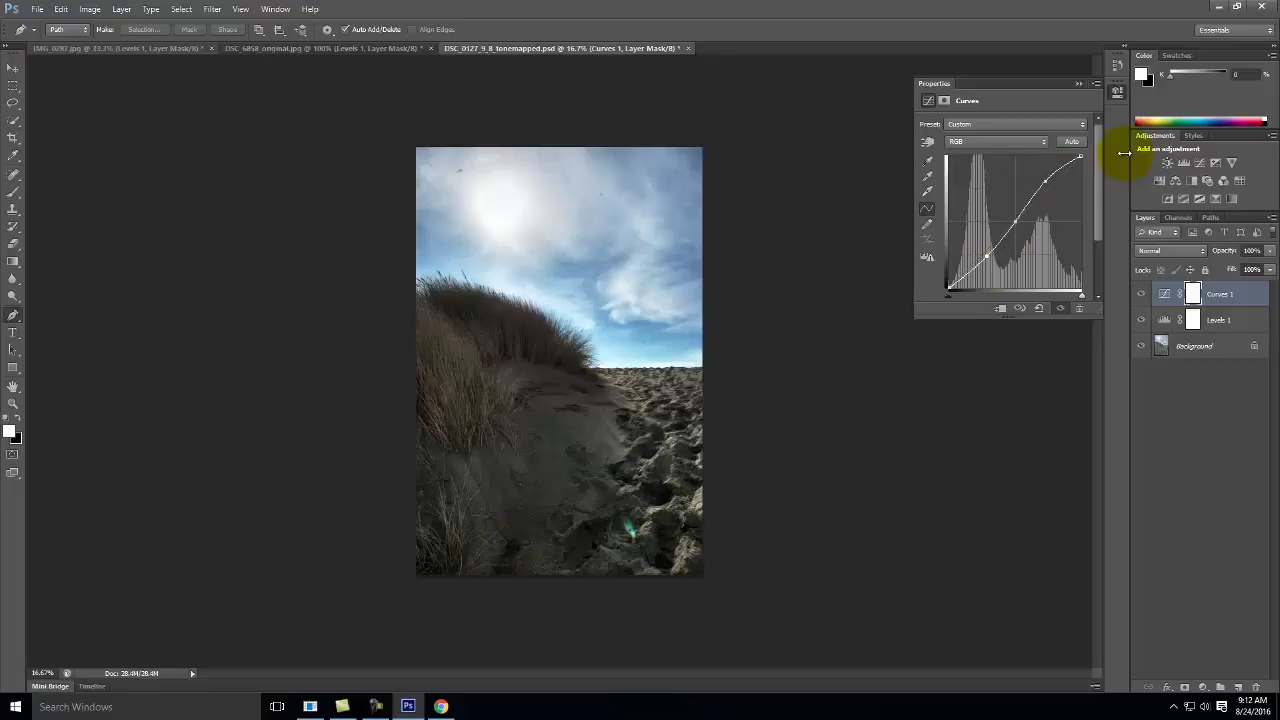 Ps File Edit Image Layer Type Select Filter View Window Help
Path Make: Selection... Mask Shape Auto Add/Delete Align Edges Essentials
IMG_0287.jpg @ 33.3% (Levels 1, Layer Mask/8) * × DSC_6858_original.jpg @ 100% (Levels 1, Layer Mask/8) * × DSC_0127_9_8_tonemapped.psd @ 16.7% (Curves 1, Layer Mask/8) * ×
Color Swatches
K 0 %
Properties
Curves
Preset: Custom
RGB Auto
Adjustments Styles
Add an adjustment
Layers Channels Paths
Kind
Normal Opacity: 100%
Lock: Fill: 100%
Curves 1
Levels 1
Background
16.67% Doc: 28.4M/28.4M
Mini Bridge Timeline
Search Windows
Ps
9:12 AM
8/24/2016